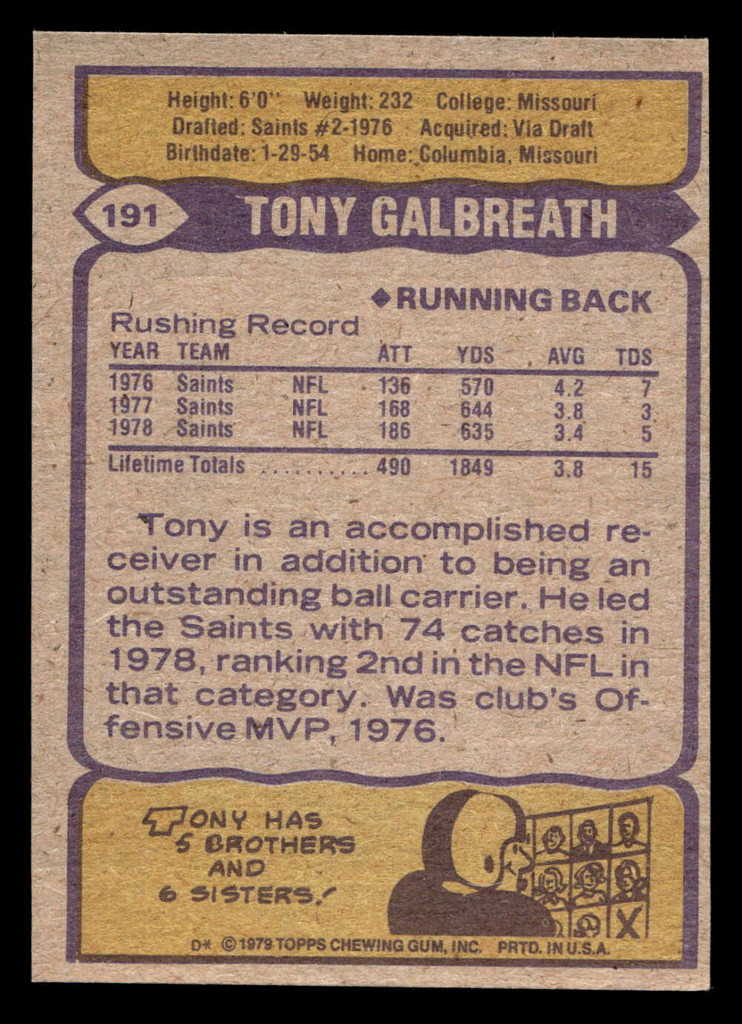 Height: 6'0" Weight: 232 College: Missouri
Drafted: Saints #2-1976 Acquired: Via Draft
Birthdate: 1-29-54 Home: Columbia, Missouri
191 TONY GALBREATH
◆RUNNING BACK
Rushing Record
YEAR TEAM ATT YDS AVG TDS
1976 Saints NFL 136 570 4.2 7
1977 Saints NFL 168 644 3.8 3
1978 Saints NFL 186 635 3.4 5
Lifetime Totals .......... 490 1849 3.8 15
Tony is an accomplished re-
ceiver in addition to being an
outstanding ball carrier. He led
the Saints with 74 catches in
1978, ranking 2nd in the NFL in
that category. Was club's Of-
fensive MVP, 1976.
TONY HAS
5 BROTHERS
AND
6 SISTERS!
X
D* ©1979 TOPPS CHEWING GUM, INC. PRTD. IN U.S.A.